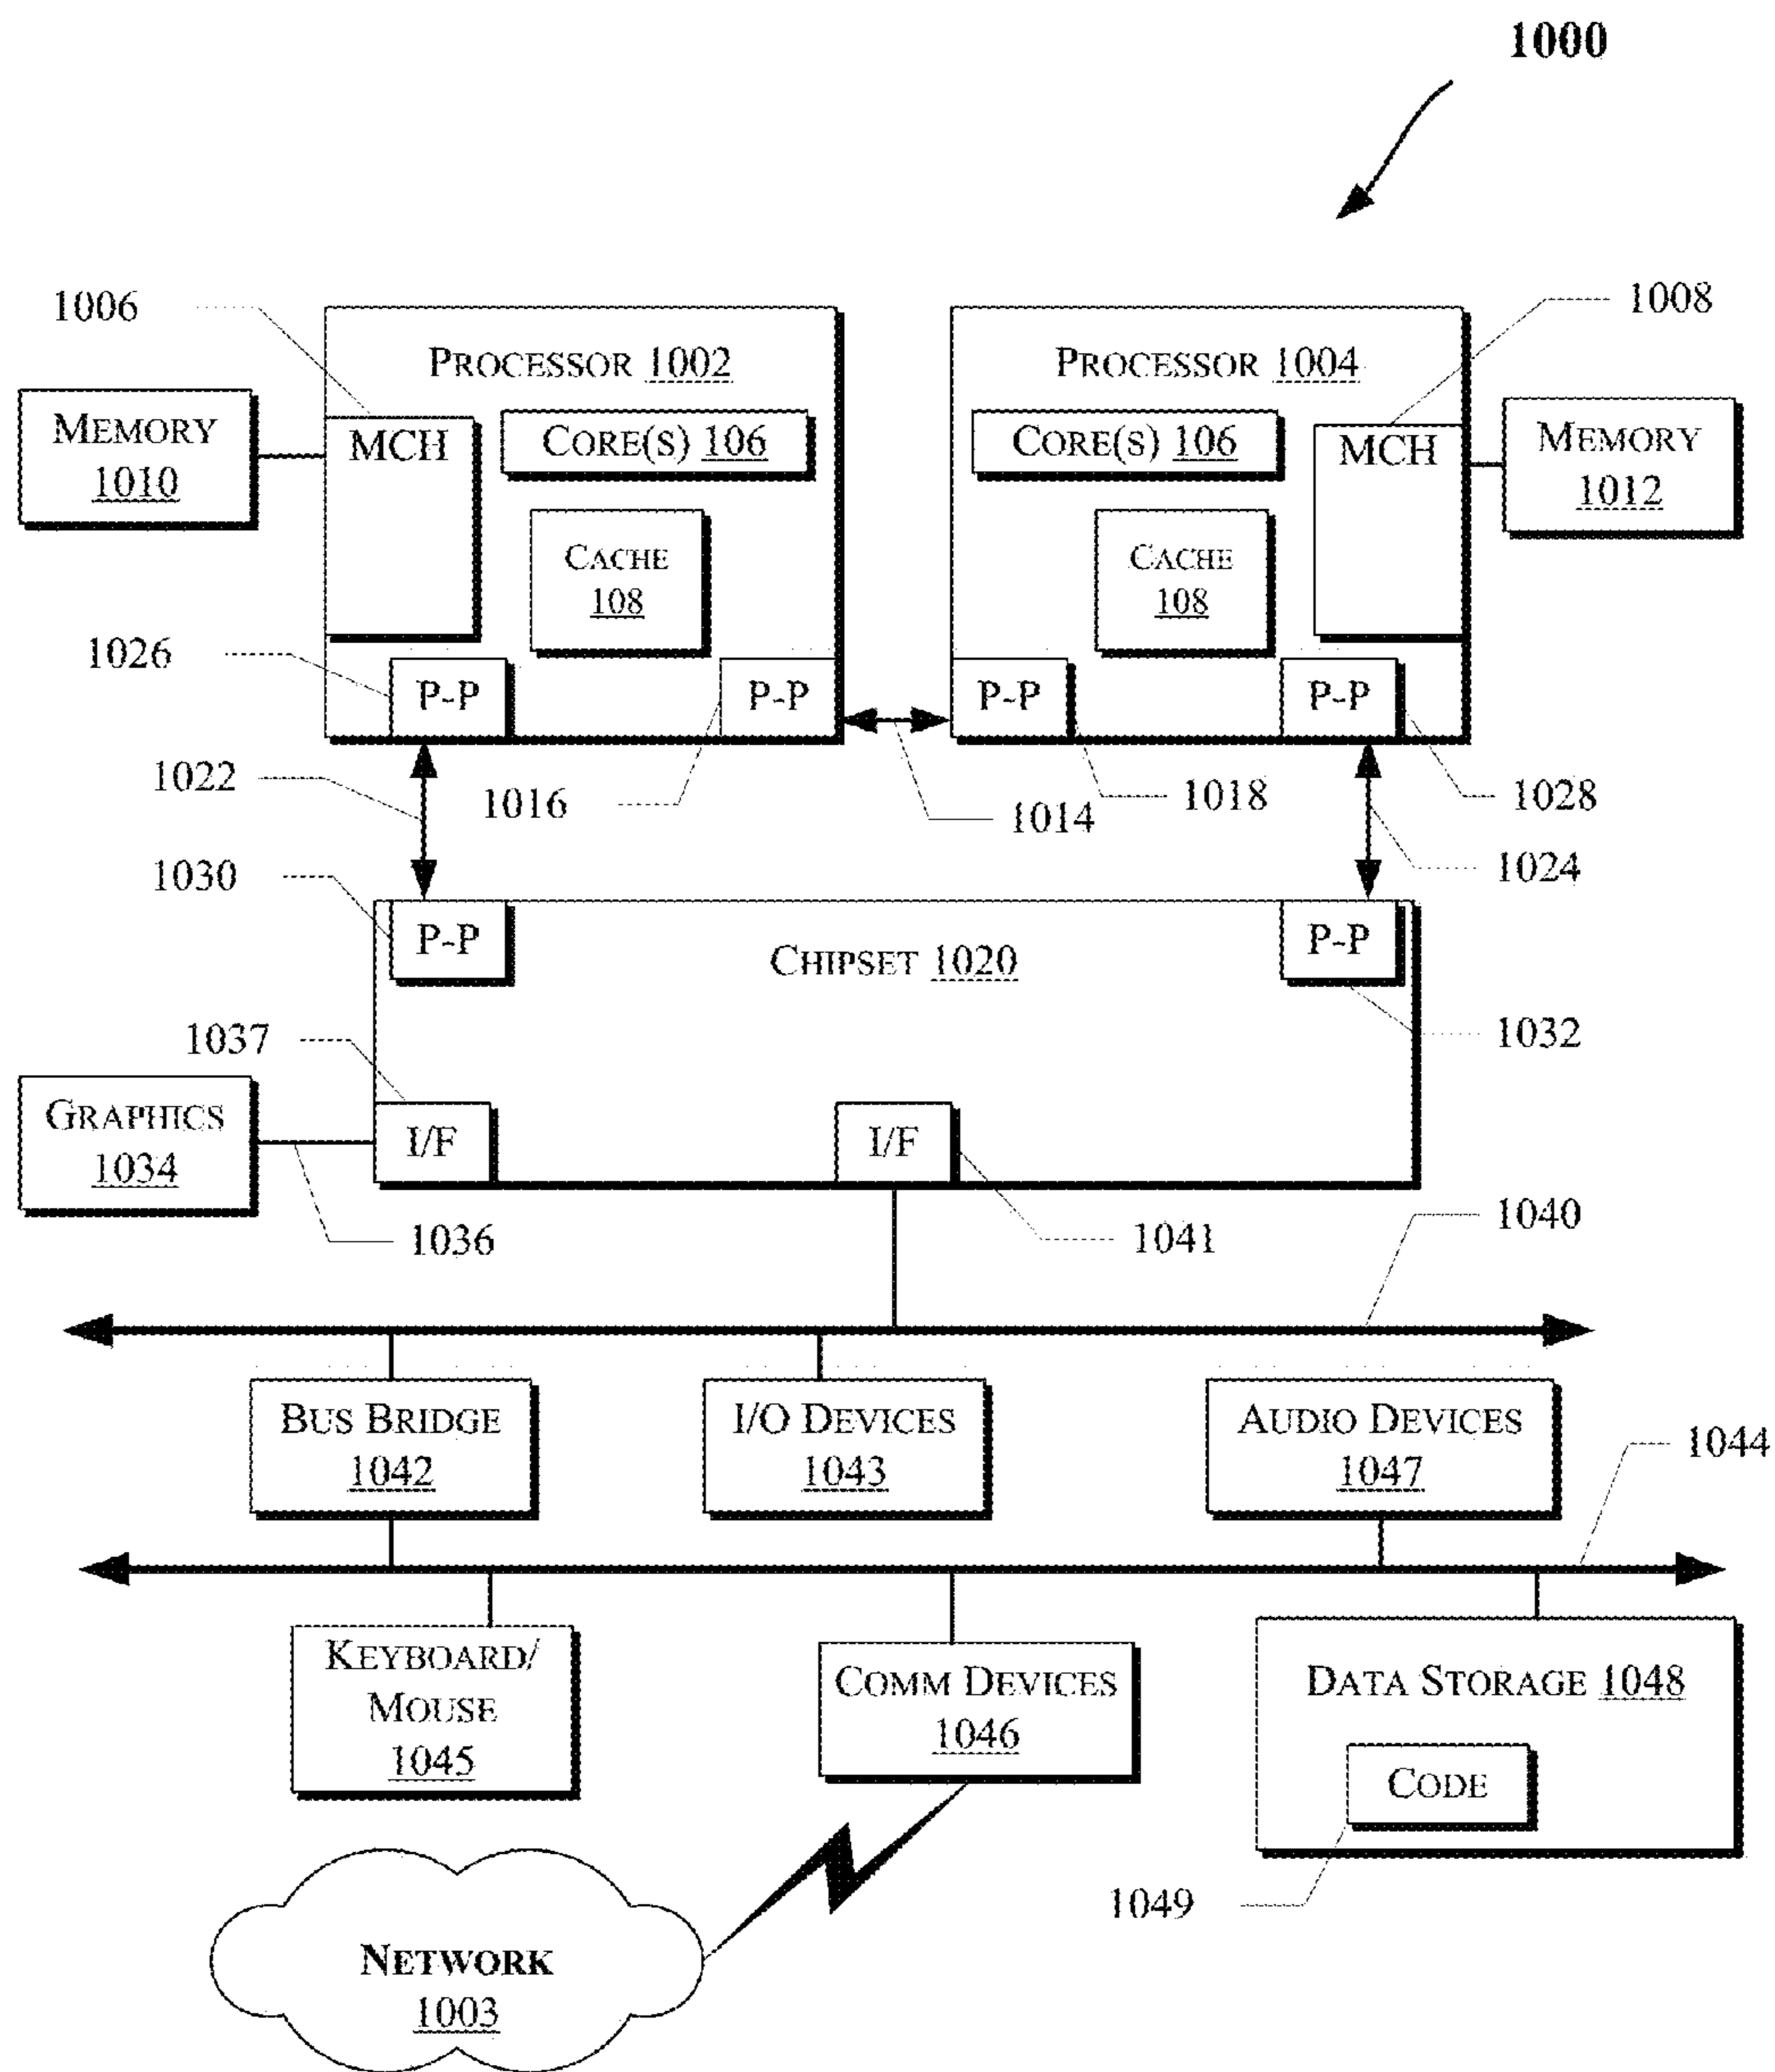 1000
1006
1008
PROCESSOR 1002
PROCESSOR 1004
MEMORY
1010
MCH
CORE(S) 106
CORE(S) 106
MCH
MEMORY
1012
CACHE
108
CACHE
108
1026
P-P
P-P
P-P
P-P
1022
1016
1014
1018
1028
1024
1030
P-P
CHIPSET 1020
P-P
1032
1037
GRAPHICS
1034
I/F
I/F
1036
1041
1040
BUS BRIDGE
1042
I/O DEVICES
1043
AUDIO DEVICES
1047
1044
KEYBOARD/
MOUSE
1045
COMM DEVICES
1046
DATA STORAGE 1048
CODE
1049
NETWORK
1003